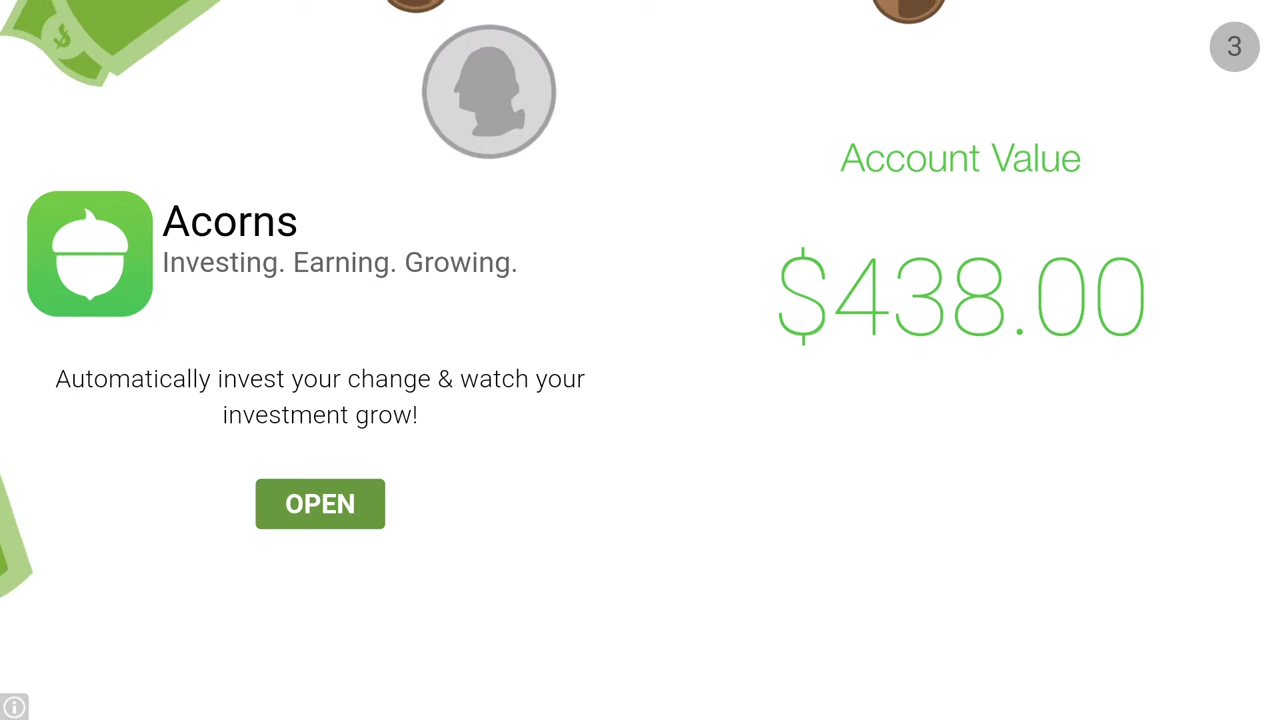 3
Account Value
Acorns
Investing. Earning. Growing.
$438.00
Automatically invest your change & watch your
investment grow!
OPEN